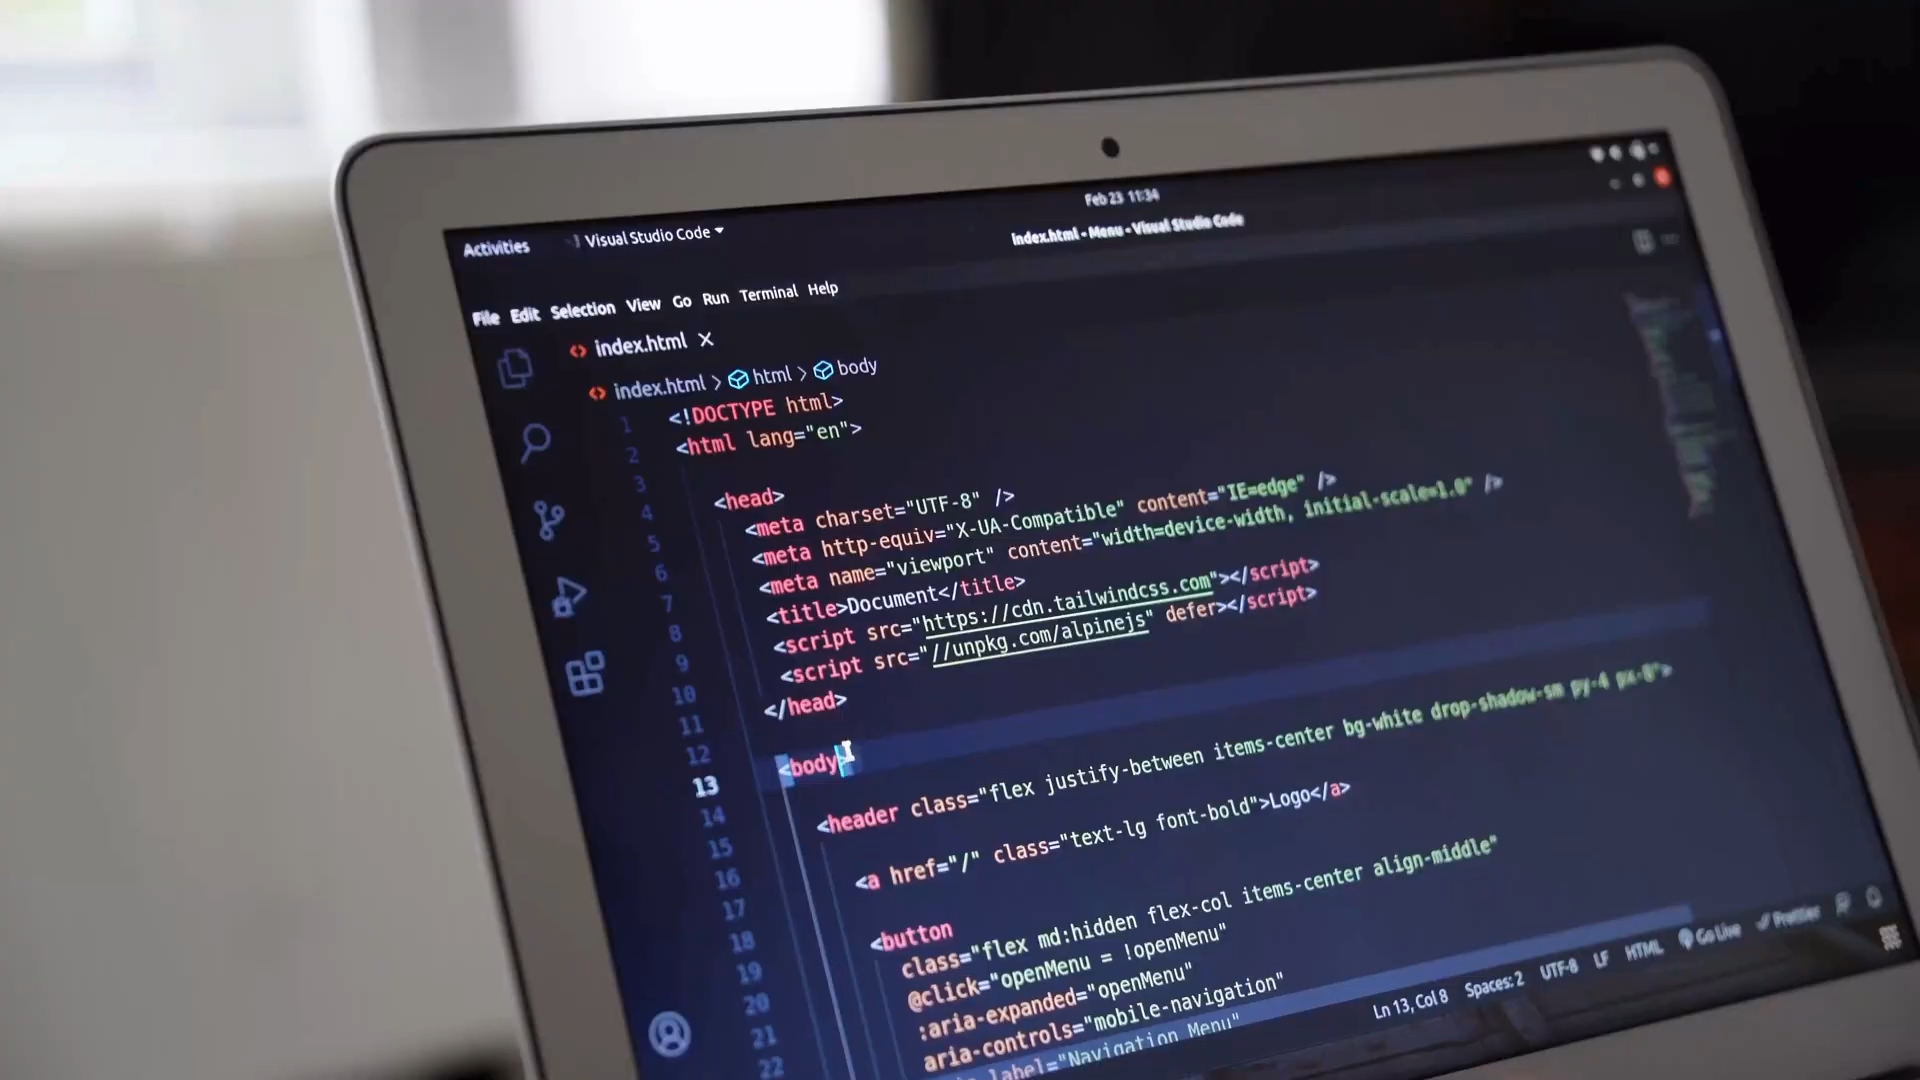 Feb 23 11:34
Activities Visual Studio Code
index.html - Menu - Visual Studio Code
File Edit Selection View Go Run Terminal Help
index.html
index.html > html > body
1 <!DOCTYPE html>
2 <html lang="en">
3
4 <head>
5 <meta charset="UTF-8" />
6 <meta http-equiv="X-UA-Compatible" content="IE=edge" />
7 <meta name="viewport" content="width=device-width, initial-scale=1.0" />
8 <title>Document</title>
9 <script src="https://cdn.tailwindcss.com"></script>
10 <script src="//unpkg.com/alpinejs" defer></script>
11 </head>
12
13 <body>
14
15 <header class="flex justify-between items-center bg-white drop-shadow-sm py-4 px-8">
16
17 <a href="/" class="text-lg font-bold">Logo</a>
18
19 <button
20 class="flex md:hidden flex-col items-center align-middle"
21 @click="openMenu = !openMenu"
22 :aria-expanded="openMenu"
aria-controls="mobile-navigation"
label="Navigation Menu"
Ln 13, Col 8 Spaces: 2 UTF-8 LF HTML Go Live Prettier